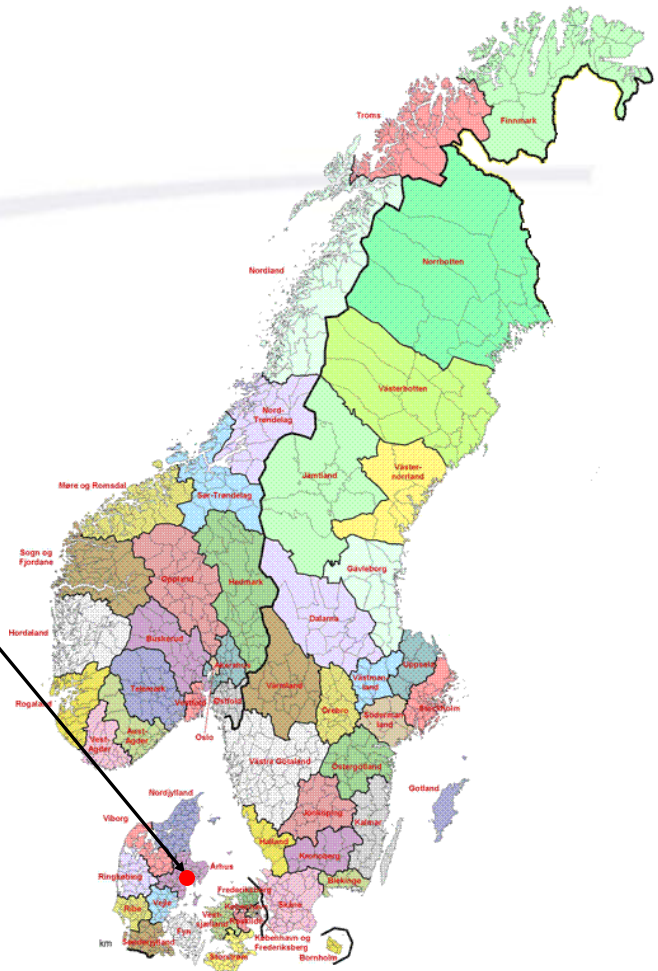 Troms
Finnmark
Nordland
Norrbotten
Västerbotten
Nord-
Trøndelag
Jämtland
Väster-
norrland
Møre og Romsdal
Sør-Trøndelag
Sogn og
Fjordane
Oppland
Hedmark
Gävleborg
Dalarna
Hordaland
Buskerud
Akershus
Uppsala
Västman-
land
Värmland
Telemark
Vestfold
Østfold
Örebro
Stockholm
Söderman-
land
Rogaland
Vest-
Agder
Aust-
Agder
Oslo
Västra Götaland
Östergötland
Gotland
Nordjylland
Jönköping
Kalmar
Viborg
Halland
Kronoberg
Århus
Ringkøbing
Blekinge
Frederiksborg
Skåne
Ribe
Vejle
Vest-
sjælland
Roskilde
Fyn
København og
Frederiksberg
km
Sønderjylland
Storstrøm
Bornholm